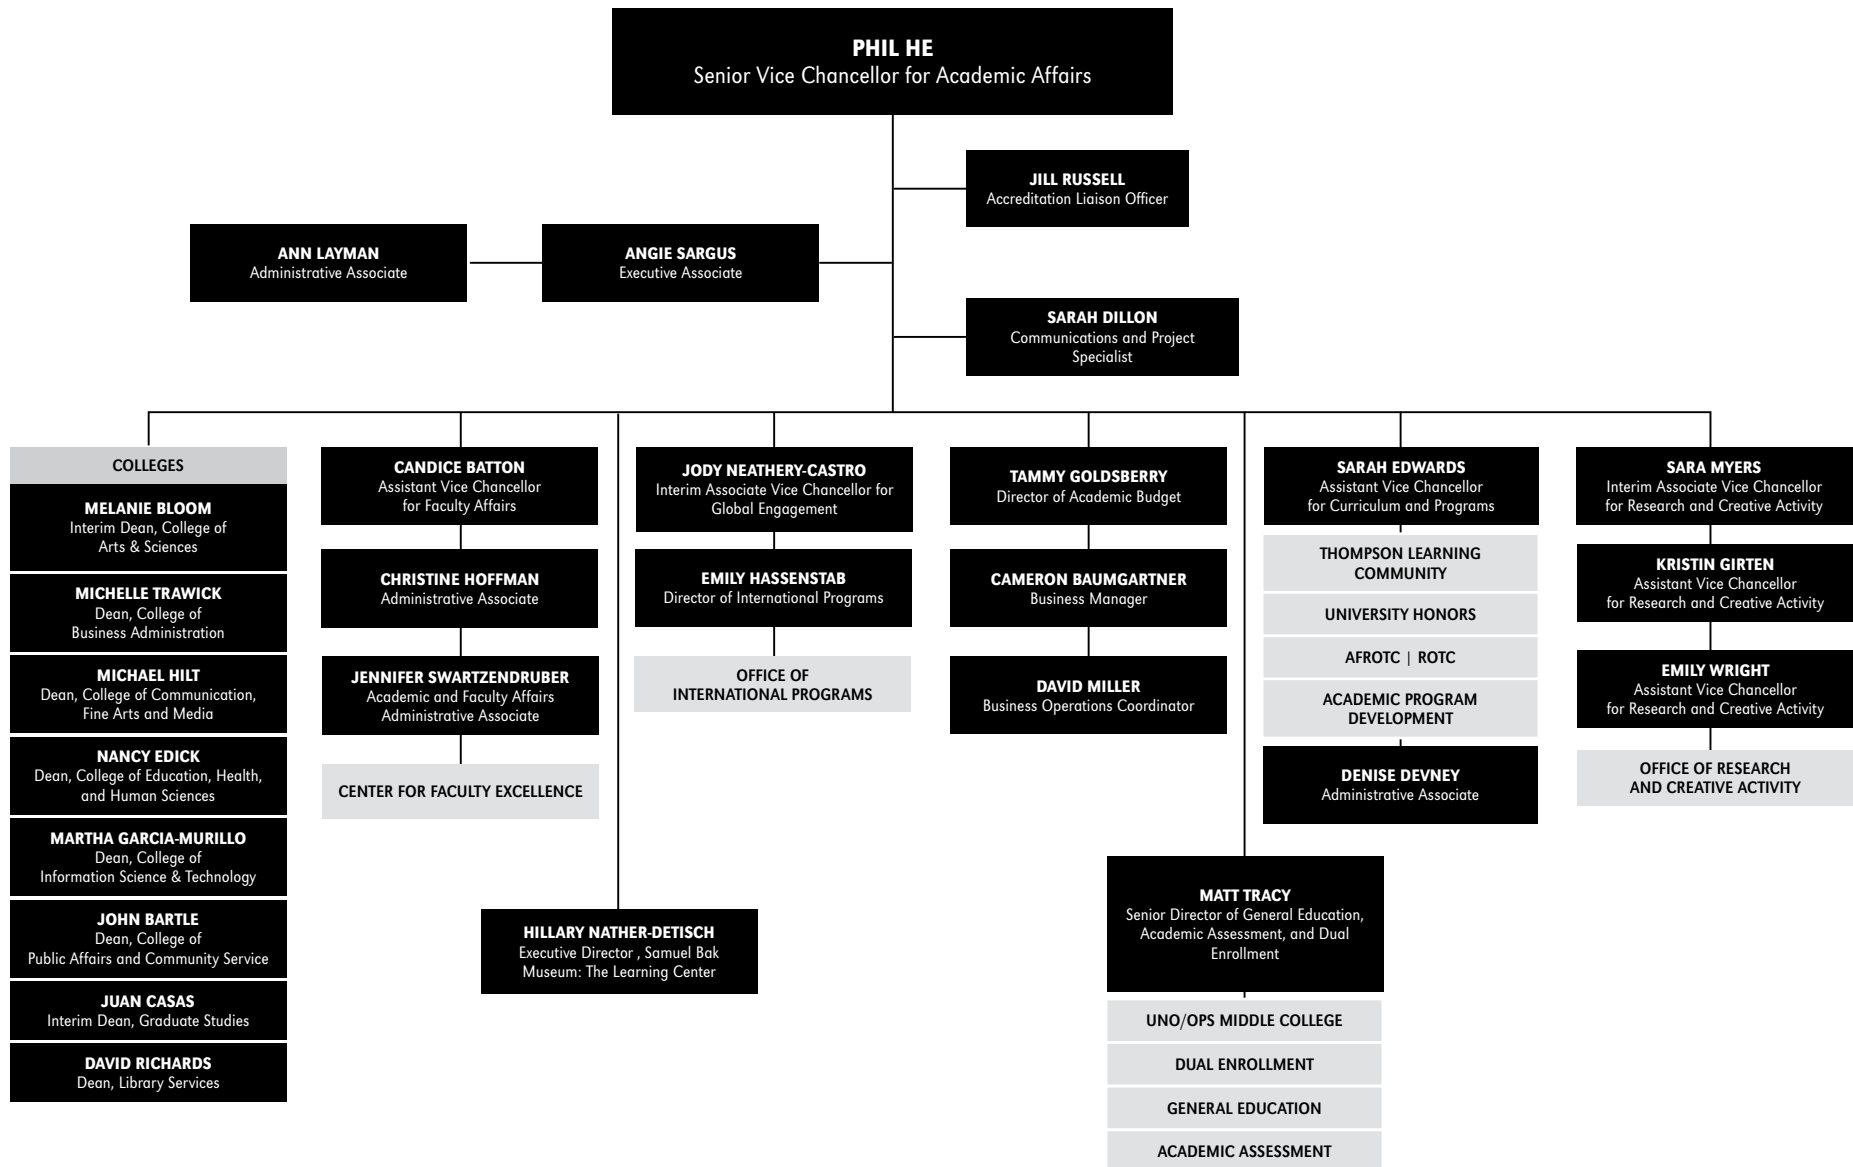 PHIL HE
Senior Vice Chancellor for Academic Affairs
JILL RUSSELL
Accreditation Liaison Officer
ANN LAYMAN
Administrative Associate
ANGIE SARGUS
Executive Associate
SARAH DILLON
Communications and Project
Specialist
COLLEGES
MELANIE BLOOM
Interim Dean, College of
Arts & Sciences
MICHELLE TRAWICK
Dean, College of
Business Administration
MICHAEL HILT
Dean, College of Communication,
Fine Arts and Media
NANCY EDICK
Dean, College of Education, Health,
and Human Sciences
MARTHA GARCIA-MURILLO
Dean, College of
Information Science & Technology
JOHN BARTLE
Dean, College of
Public Affairs and Community Service
JUAN CASAS
Interim Dean, Graduate Studies
DAVID RICHARDS
Dean, Library Services
CANDICE BATTON
Assistant Vice Chancellor
for Faculty Affairs
CHRISTINE HOFFMAN
Administrative Associate
JENNIFER SWARTZENDRUBER
Academic and Faculty Affairs
Administrative Associate
CENTER FOR FACULTY EXCELLENCE
HILLARY NATHER-DETISCH
Executive Director , Samuel Bak
Museum: The Learning Center
JODY NEATHERY-CASTRO
Interim Associate Vice Chancellor for
Global Engagement
EMILY HASSENSTAB
Director of International Programs
OFFICE OF
INTERNATIONAL PROGRAMS
TAMMY GOLDSBERRY
Director of Academic Budget
CAMERON BAUMGARTNER
Business Manager
DAVID MILLER
Business Operations Coordinator
MATT TRACY
Senior Director of General Education,
Academic Assessment, and Dual
Enrollment
UNO/OPS MIDDLE COLLEGE
DUAL ENROLLMENT
GENERAL EDUCATION
ACADEMIC ASSESSMENT
SARAH EDWARDS
Assistant Vice Chancellor
for Curriculum and Programs
THOMPSON LEARNING
COMMUNITY
UNIVERSITY HONORS
AFROTC | ROTC
ACADEMIC PROGRAM
DEVELOPMENT
DENISE DEVNEY
Administrative Associate
SARA MYERS
Interim Associate Vice Chancellor
for Research and Creative Activity
KRISTIN GIRTEN
Assistant Vice Chancellor
for Research and Creative Activity
EMILY WRIGHT
Assistant Vice Chancellor
for Research and Creative Activity
OFFICE OF RESEARCH
AND CREATIVE ACTIVITY